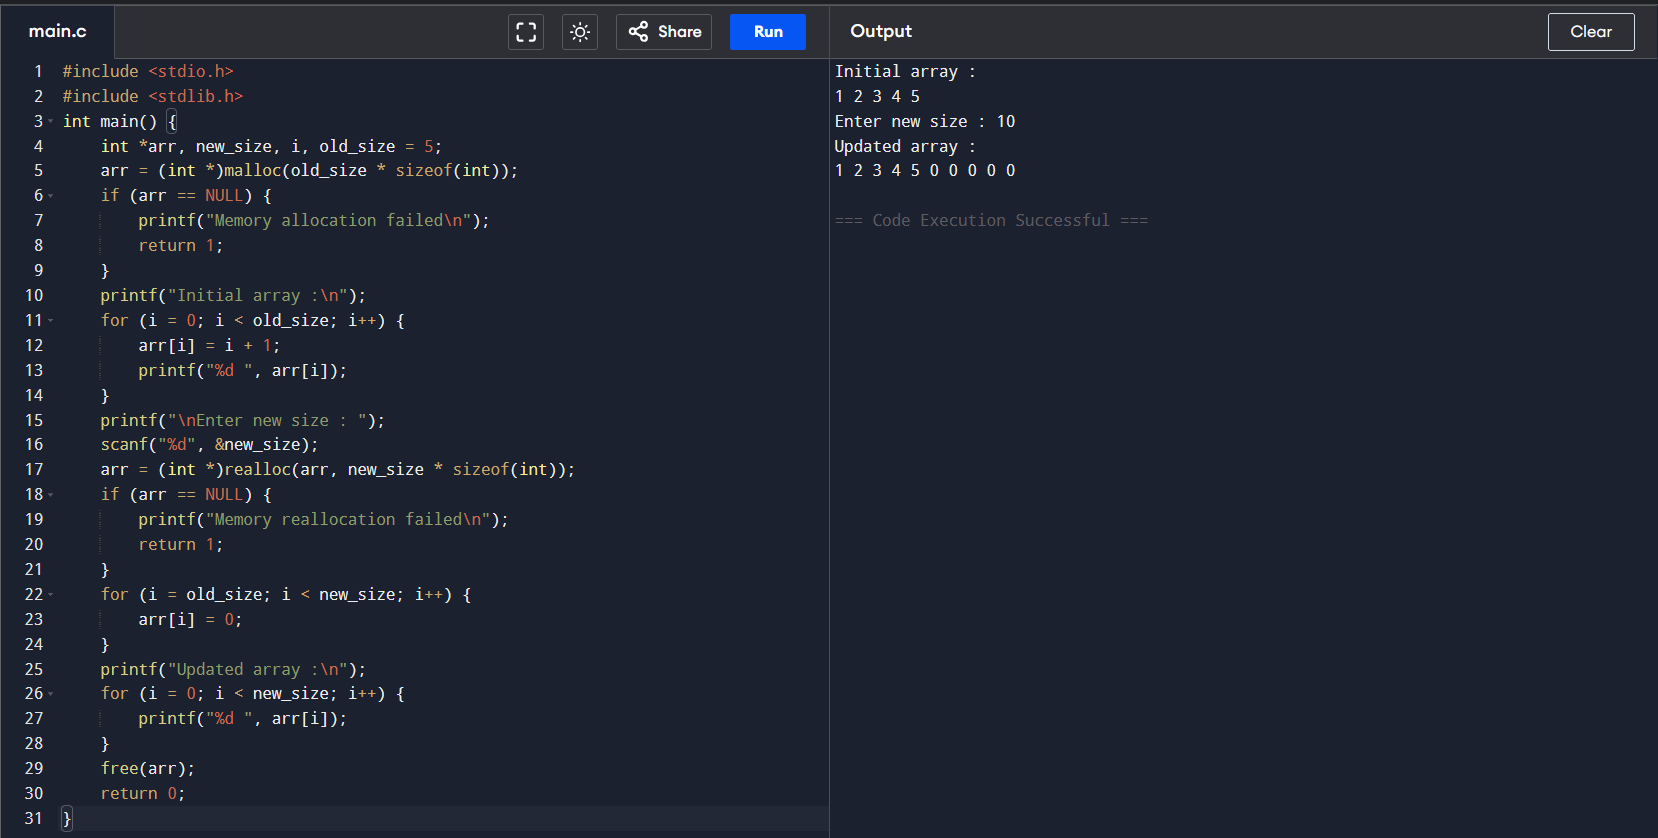 main.c
Share
Run
Output
Clear
1 #include <stdio.h>
2 #include <stdlib.h>
3 int main() {
4     int *arr, new_size, i, old_size = 5;
5     arr = (int *)malloc(old_size * sizeof(int));
6     if (arr == NULL) {
7         printf("Memory allocation failed\n");
8         return 1;
9     }
10     printf("Initial array :\n");
11     for (i = 0; i < old_size; i++) {
12         arr[i] = i + 1;
13         printf("%d ", arr[i]);
14     }
15     printf("\nEnter new size : ");
16     scanf("%d", &new_size);
17     arr = (int *)realloc(arr, new_size * sizeof(int));
18     if (arr == NULL) {
19         printf("Memory reallocation failed\n");
20         return 1;
21     }
22     for (i = old_size; i < new_size; i++) {
23         arr[i] = 0;
24     }
25     printf("Updated array :\n");
26     for (i = 0; i < new_size; i++) {
27         printf("%d ", arr[i]);
28     }
29     free(arr);
30     return 0;
31 }
Initial array :
1 2 3 4 5
Enter new size : 10
Updated array :
1 2 3 4 5 0 0 0 0 0
=== Code Execution Successful ===